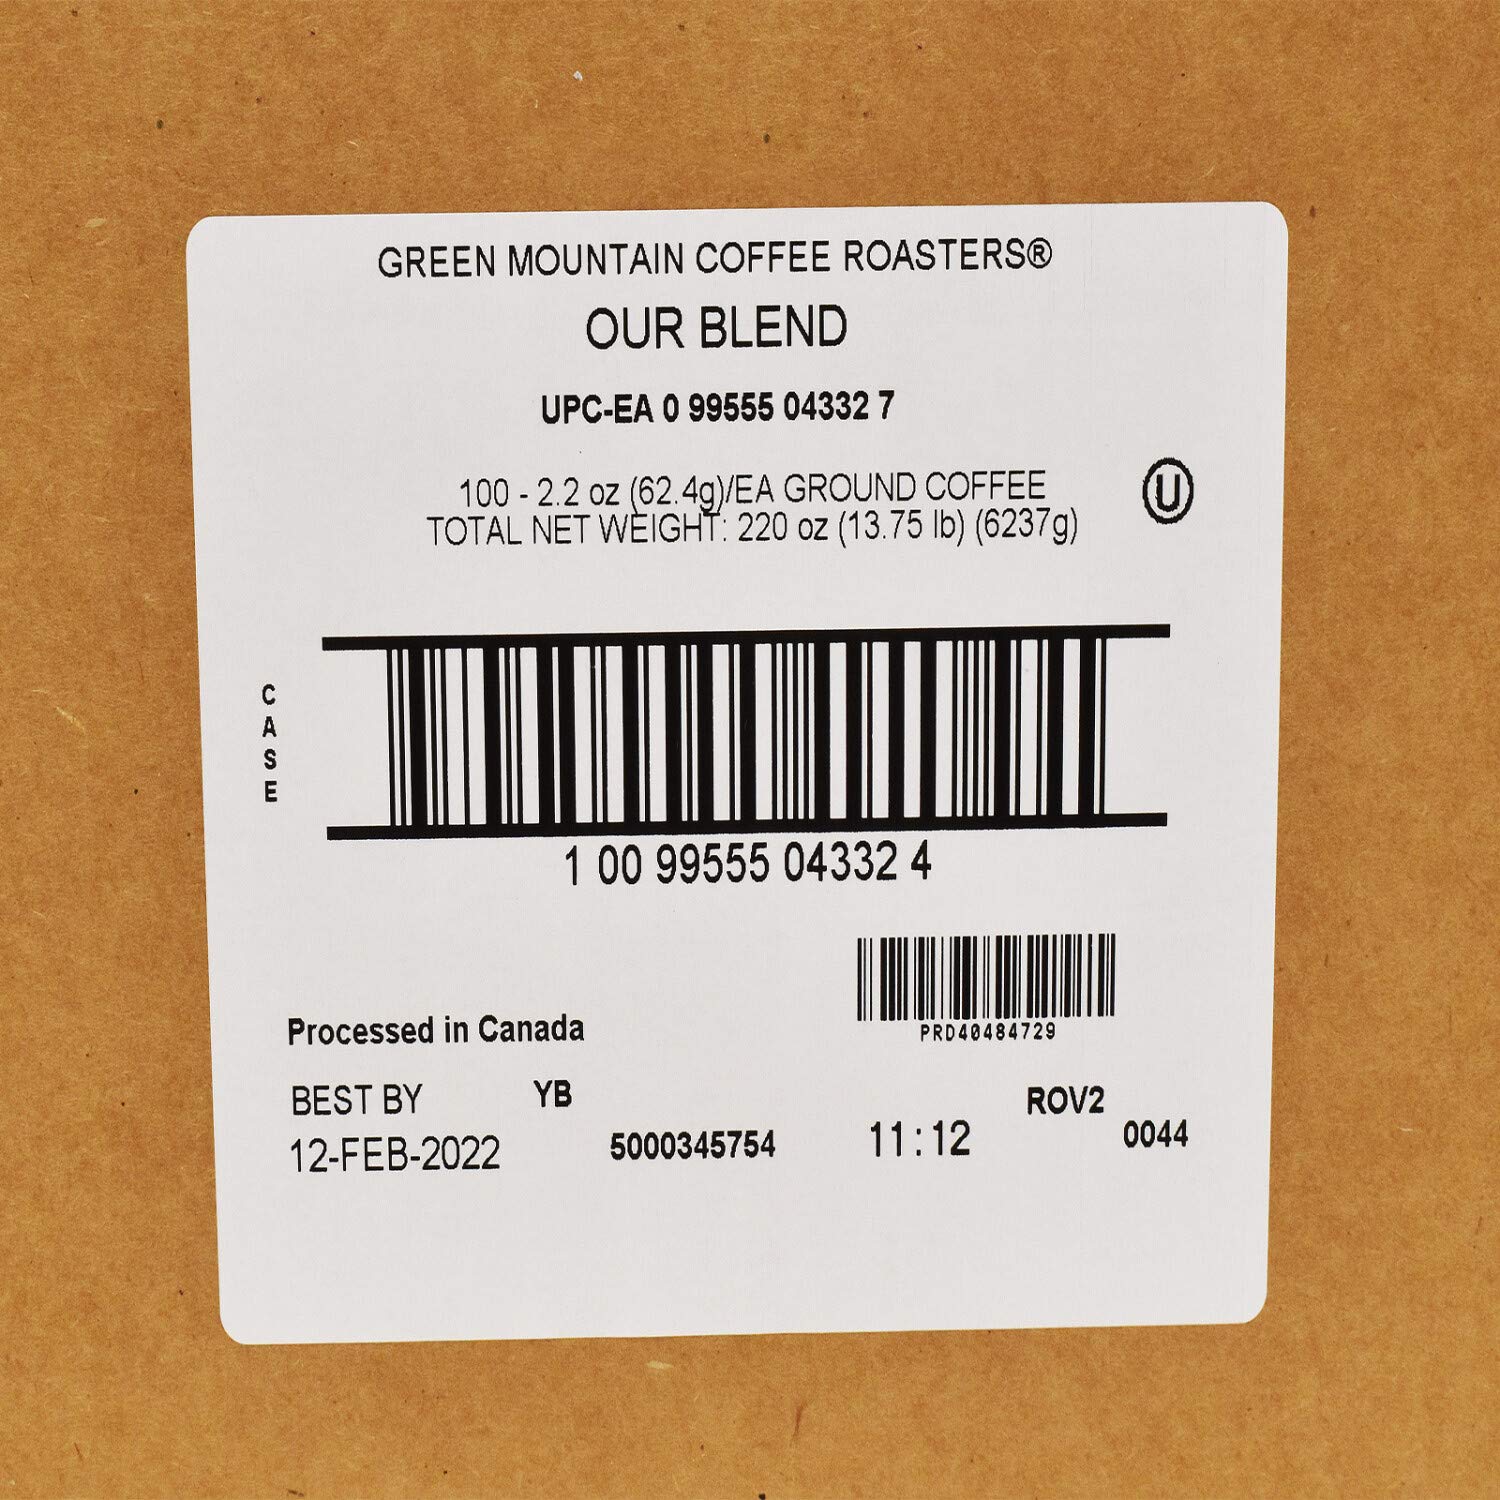 GREEN MOUNTAIN COFFEE ROASTERS®
OUR BLEND
UPC-EA 0 99555 04332 7
100 - 2.2 oz (62.4g)/EA GROUND COFFEE
TOTAL NET WEIGHT: 220 oz (13.75 lb) (6237g)
U
CASE
1 00 99555 04332 4
PRD40484729
Processed in Canada
BEST BY YB ROV2
12-FEB-2022 5000345754 11:12 0044